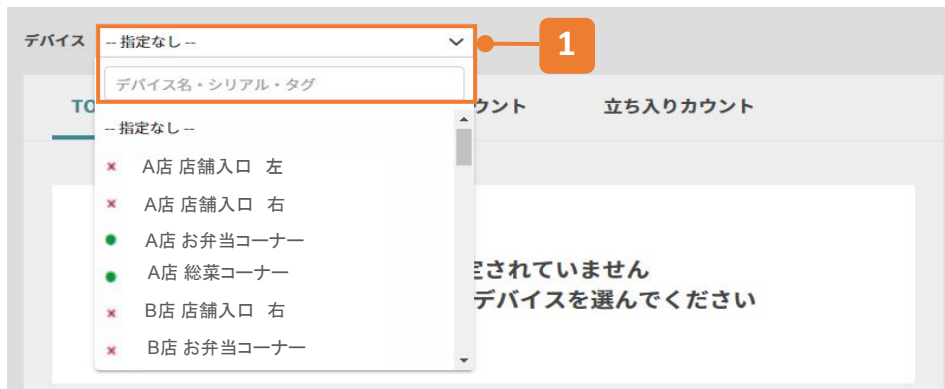 デバイス -- 指定なし -- 1
デバイス名・シリアル・タグ
TO ウント 立ち入りカウント
-- 指定なし --
A店 店舗入口 左
A店 店舗入口 右
A店 お弁当コーナー
A店 総菜コーナー
B店 店舗入口 右
B店 お弁当コーナー
定されていません
デバイスを選んでください